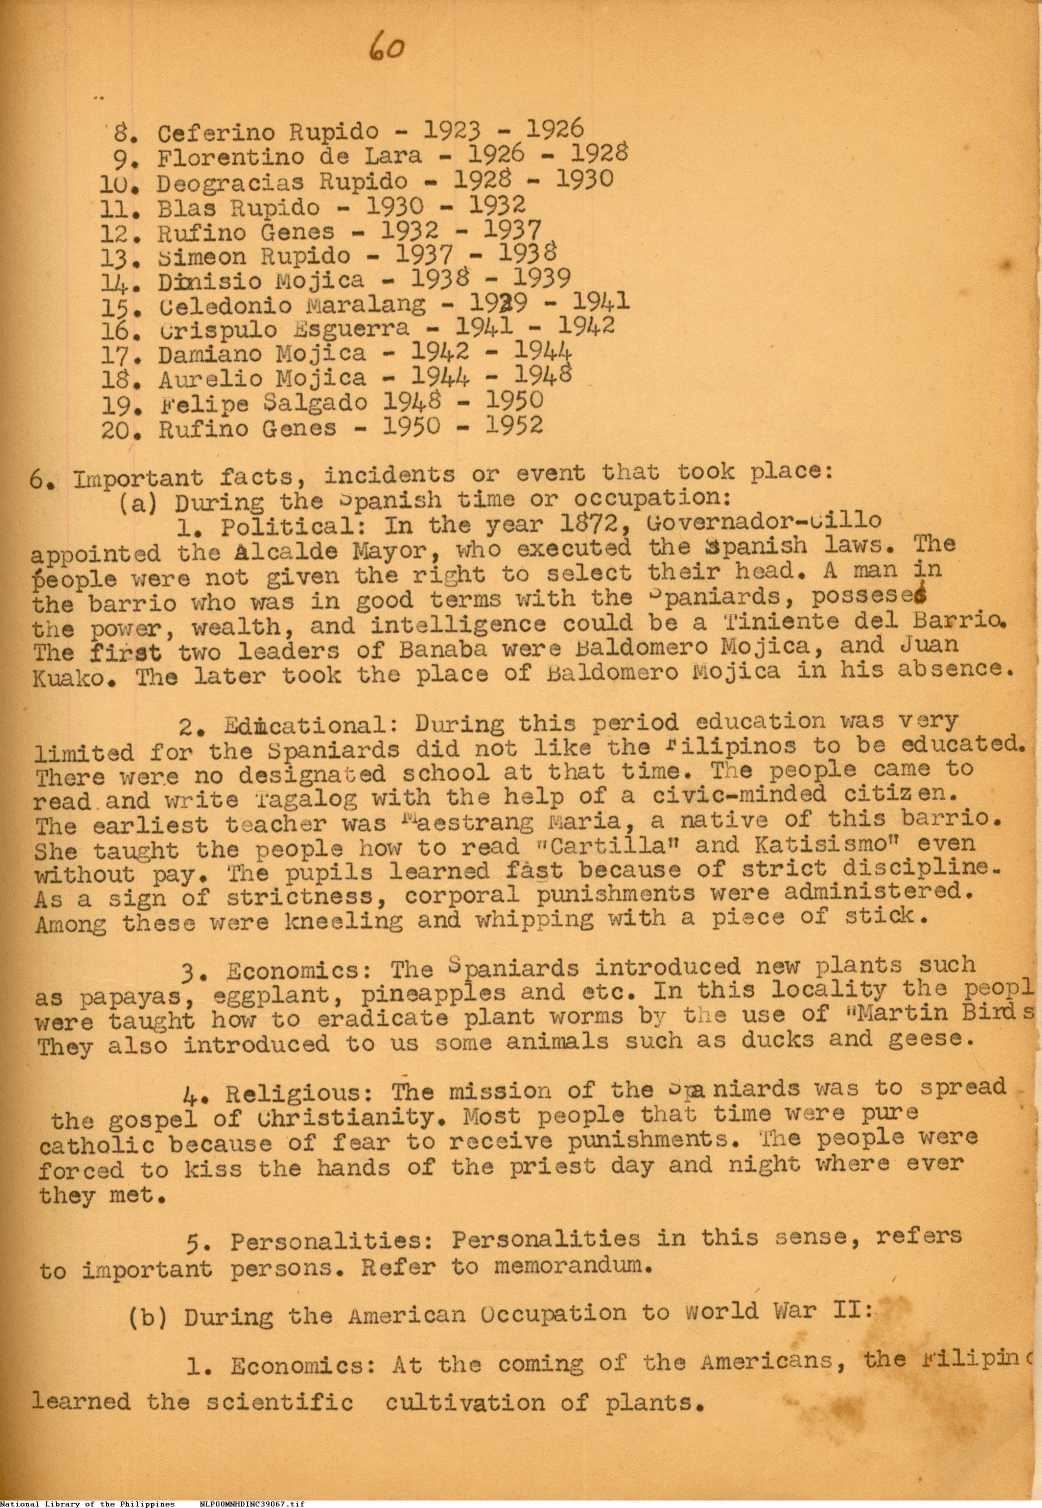 60
8. Ceferino Rupido - 1923 - 1926
9. Florentino de Lara - 1926 - 1928
10. Deogracias Rupido - 1928 - 1930
11. Blas Rupido - 1930 - 1932
12. Rufino Genes - 1932 - 1937
13. Simeon Rupido - 1937 - 1938
14. Dinisio Mojica - 1938 - 1939
15. Celedonio Maralang - 1939 - 1941
16. Crispulo Esguerra - 1941 - 1942
17. Damiano Mojica - 1942 - 1944
18. Aurelio Mojica - 1944 - 1948
19. Felipe Salgado 1948 - 1950
20. Rufino Genes - 1950 - 1952
6. Important facts, incidents or event that took place:
(a) During the Spanish time or occupation:
1. Political: In the year 1872, Governador-Cillo
appointed the Alcalde Mayor, who executed the Spanish laws. The
people were not given the right to select their head. A man in
the barrio who was in good terms with the Spaniards, posseses
the power, wealth, and intelligence could be a Tiniente del Barrio.
The first two leaders of Banaba were Baldomero Mojica, and Juan
Kuako. The later took the place of Baldomero Mojica in his absence.
2. Educational: During this period education was very
limited for the Spaniards did not like the Filipinos to be educated.
There were no designated school at that time. The people came to
read and write Tagalog with the help of a civic-minded citizen.
The earliest teacher was Maestrang Maria, a native of this barrio.
She taught the people how to read "Cartilla" and Katisismo" even
without pay. The pupils learned fast because of strict discipline.
As a sign of strictness, corporal punishments were administered.
Among these were kneeling and whipping with a piece of stick.
3. Economics: The Spaniards introduced new plants such
as papayas, eggplant, pineapples and etc. In this locality the peopl
were taught how to eradicate plant worms by the use of "Martin Birds
They also introduced to us some animals such as ducks and geese.
4. Religious: The mission of the Spaniards was to spread
the gospel of Christianity. Most people that time were pure
catholic because of fear to receive punishments. The people were
forced to kiss the hands of the priest day and night where ever
they met.
5. Personalities: Personalities in this sense, refers
to important persons. Refer to memorandum.
(b) During the American Occupation to World War II:
1. Economics: At the coming of the Americans, the Filipino
learned the scientific cultivation of plants.
National Library of the Philippines NLP00MNHDINC39067.tif